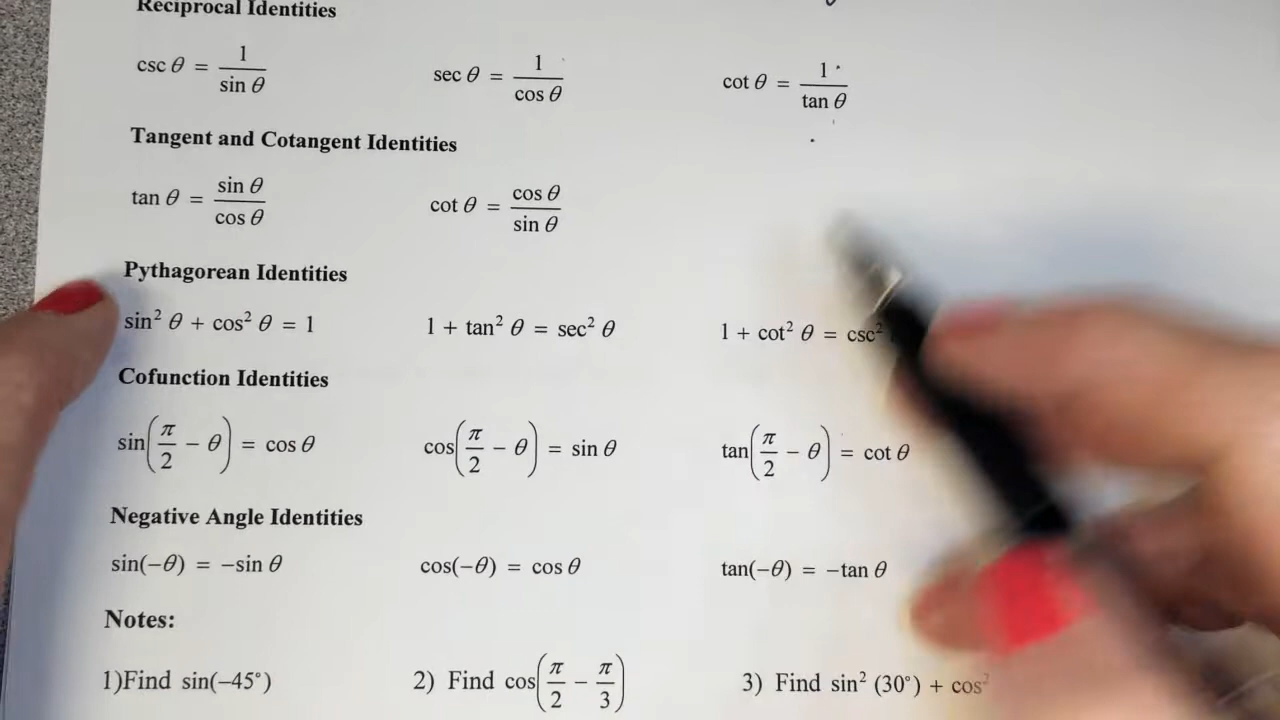 Reciprocal Identities
csc θ = 1/sin θ sec θ = 1/cos θ cot θ = 1/tan θ
Tangent and Cotangent Identities
tan θ = sin θ/cos θ cot θ = cos θ/sin θ
Pythagorean Identities
sin² θ + cos² θ = 1 1 + tan² θ = sec² θ 1 + cot² θ = csc²
Cofunction Identities
sin(π/2 − θ) = cos θ cos(π/2 − θ) = sin θ tan(π/2 − θ) = cot θ
Negative Angle Identities
sin(−θ) = −sin θ cos(−θ) = cos θ tan(−θ) = −tan θ
Notes:
1)Find sin(−45°) 2) Find cos(π/2 − π/3) 3) Find sin² (30°) + cos²